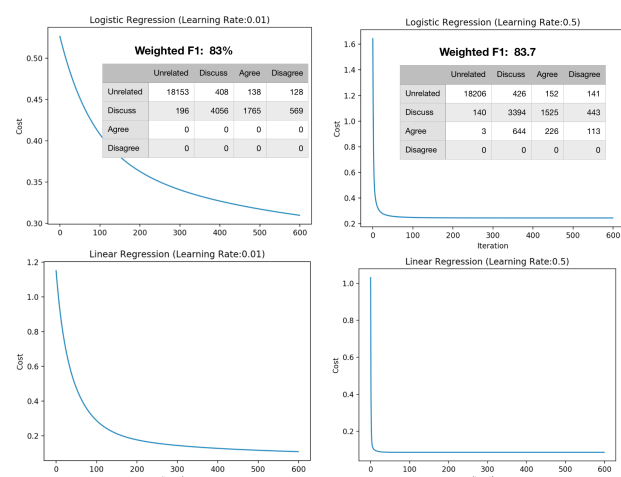 Logistic Regression (Learning Rate:0.01)
Weighted F1: 83%
Unrelated Discuss Agree Disagree
Unrelated 18153 408 138 128
Discuss 196 4056 1765 569
Agree 0 0 0 0
Disagree 0 0 0 0
Cost
0.50
0.45
0.40
0.35
0.30
0 100 200 300 400 500 600
Logistic Regression (Learning Rate:0.5)
Weighted F1: 83.7
Unrelated Discuss Agree Disagree
Unrelated 18206 426 152 141
Discuss 140 3394 1525 443
Agree 3 644 226 113
Disagree 0 0 0 0
Cost
1.6
1.4
1.2
1.0
0.8
0.6
0.4
0.2
0 100 200 300 400 500 600
Iteration
Linear Regression (Learning Rate:0.01)
Cost
1.2
1.0
0.8
0.6
0.4
0.2
0 100 200 300 400 500 600
Linear Regression (Learning Rate:0.5)
Cost
1.0
0.8
0.6
0.4
0.2
0 100 200 300 400 500 600